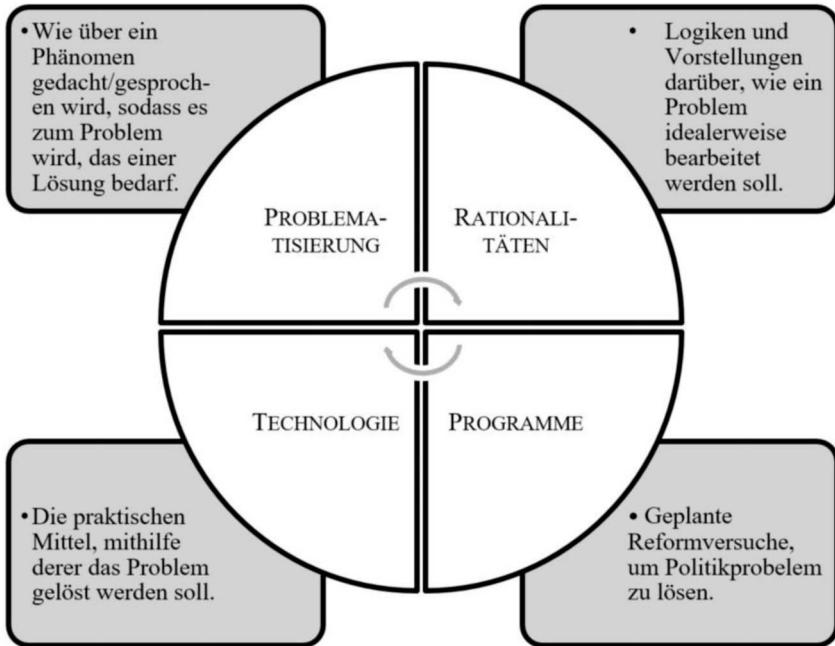 • Wie über ein
Phänomen
gedacht/gesproch-
en wird, sodass es
zum Problem
wird, das einer
Lösung bedarf.
• Logiken und
Vorstellungen
darüber, wie ein
Problem
idealerweise
bearbeitet
werden soll.
PROBLEMA-
TISIERUNG
RATIONALI-
TÄTEN
TECHNOLOGIE
PROGRAMME
• Die praktischen
Mittel, mithilfe
derer das Problem
gelöst werden soll.
• Geplante
Reformversuche,
um Politikprobelem
zu lösen.